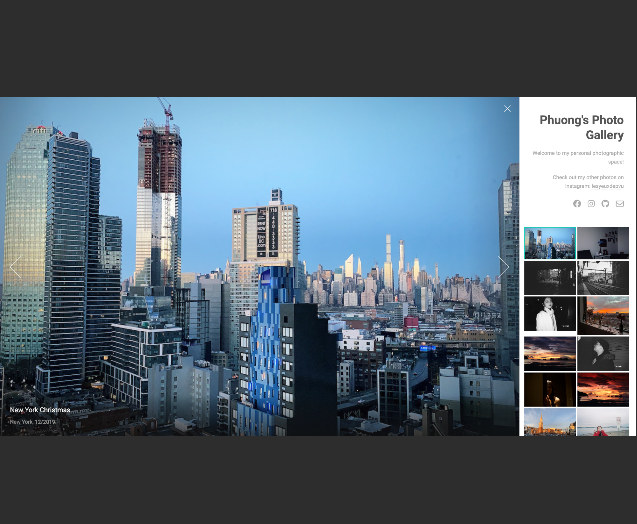 Phuong's Photo
Gallery
Welcome to my personal photographic
space!
Check out my other photos on
Instagram:
New York Christmas
New York 12/2019.